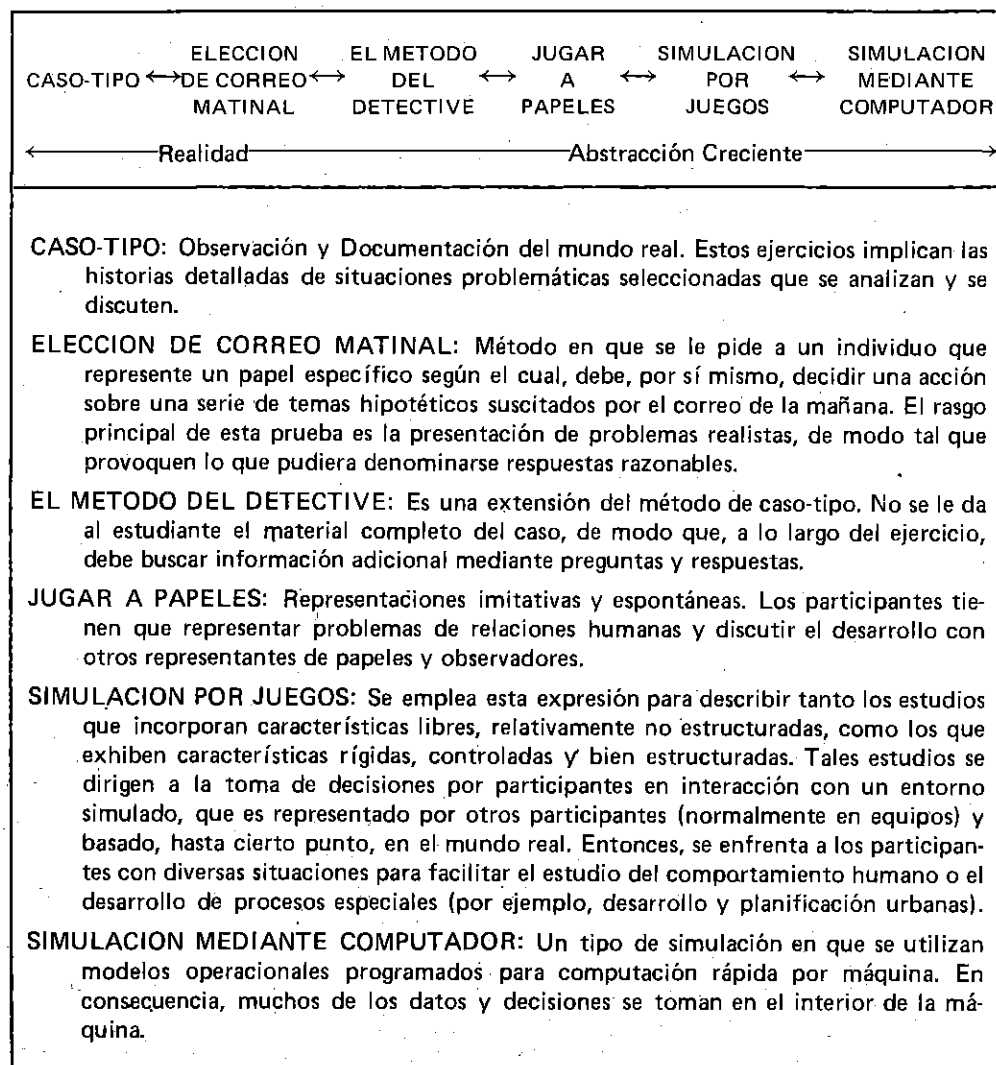 ELECCION EL METODO JUGAR SIMULACION SIMULACION
CASO-TIPO ↔ DE CORREO ↔ DEL ↔ A ↔ POR ↔ MEDIANTE
MATINAL DETECTIVE PAPELES JUEGOS COMPUTADOR
← Realidad Abstracción Creciente →
CASO-TIPO: Observación y Documentación del mundo real. Estos ejercicios implican las
historias detalladas de situaciones problemáticas seleccionadas que se analizan y se
discuten.
ELECCION DE CORREO MATINAL: Método en que se le pide a un individuo que
represente un papel específico según el cual, debe, por sí mismo, decidir una acción
sobre una serie de temas hipotéticos suscitados por el correo de la mañana. El rasgo
principal de esta prueba es la presentación de problemas realistas, de modo tal que
provoquen lo que pudiera denominarse respuestas razonables.
EL METODO DEL DETECTIVE: Es una extensión del método de caso-tipo. No se le da
al estudiante el material completo del caso, de modo que, a lo largo del ejercicio,
debe buscar información adicional mediante preguntas y respuestas.
JUGAR A PAPELES: Representaciones imitativas y espontáneas. Los participantes tie-
nen que representar problemas de relaciones humanas y discutir el desarrollo con
otros representantes de papeles y observadores.
SIMULACION POR JUEGOS: Se emplea esta expresión para describir tanto los estudios
que incorporan características libres, relativamente no estructuradas, como los que
exhiben características rígidas, controladas y bien estructuradas. Tales estudios se
dirigen a la toma de decisiones por participantes en interacción con un entorno
simulado, que es representado por otros participantes (normalmente en equipos) y
basado, hasta cierto punto, en el mundo real. Entonces, se enfrenta a los participan-
tes con diversas situaciones para facilitar el estudio del comportamiento humano o el
desarrollo de procesos especiales (por ejemplo, desarrollo y planificación urbanas).
SIMULACION MEDIANTE COMPUTADOR: Un tipo de simulación en que se utilizan
modelos operacionales programados para computación rápida por máquina. En
consecuencia, muchos de los datos y decisiones se toman en el interior de la má-
quina.